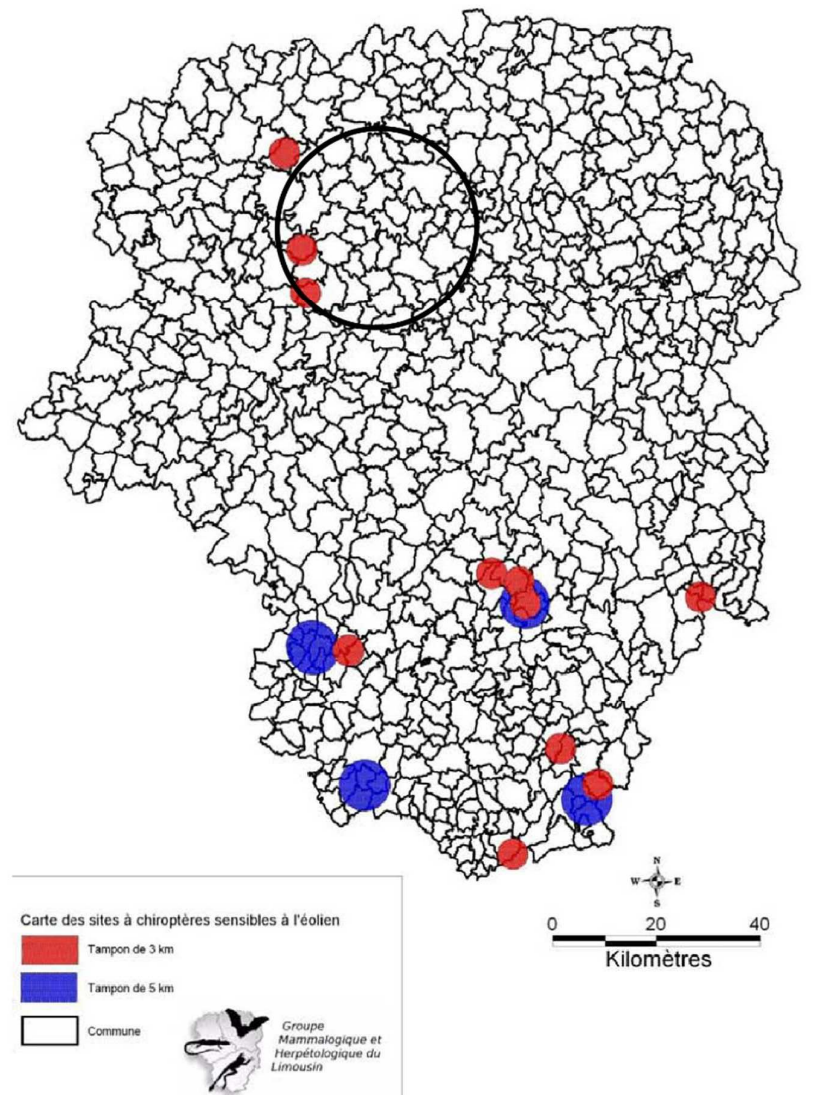 N
W E
S
0 20 40
Kilomètres
Carte des sites à chiroptères sensibles à l'éolien
Tampon de 3 km
Tampon de 5 km
Commune
Groupe
Mammalogique et
Herpétologique du
Limousin